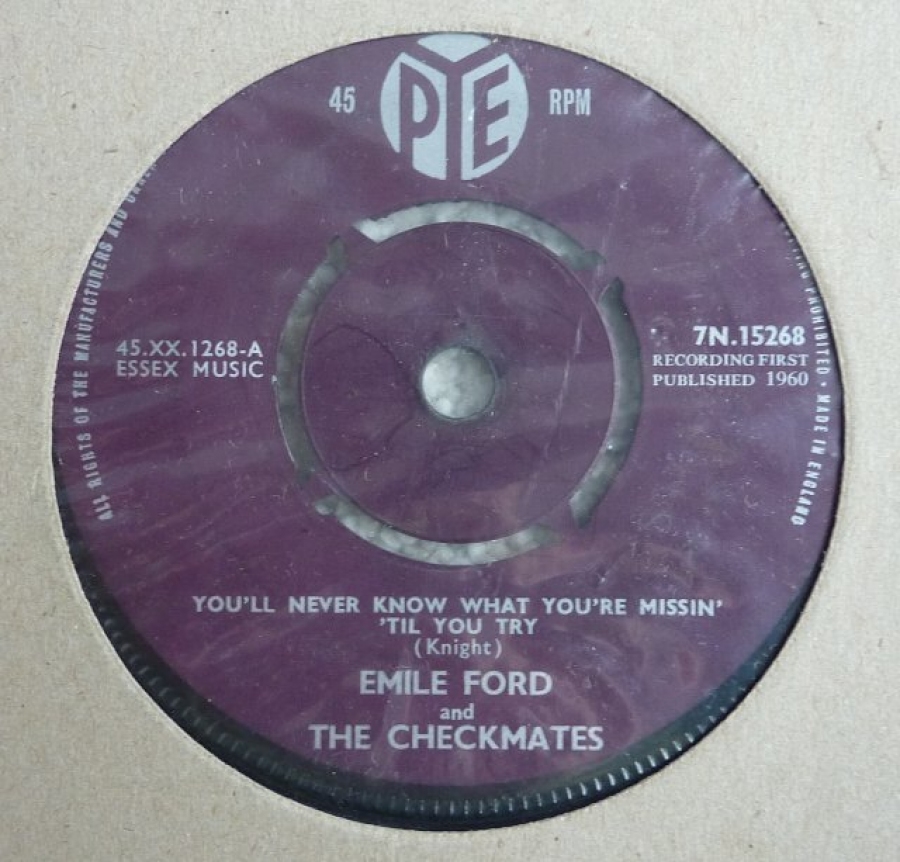 45 PYE RPM
ALL RIGHTS OF THE MANUFACTURERS AND
45.XX.1268-A
ESSEX MUSIC
7N.15268
RECORDING FIRST
PUBLISHED 1960
PROHIBITED • MADE IN ENGLAND
YOU'LL NEVER KNOW WHAT YOU'RE MISSIN'
'TIL YOU TRY
(Knight)
EMILE FORD
and
THE CHECKMATES